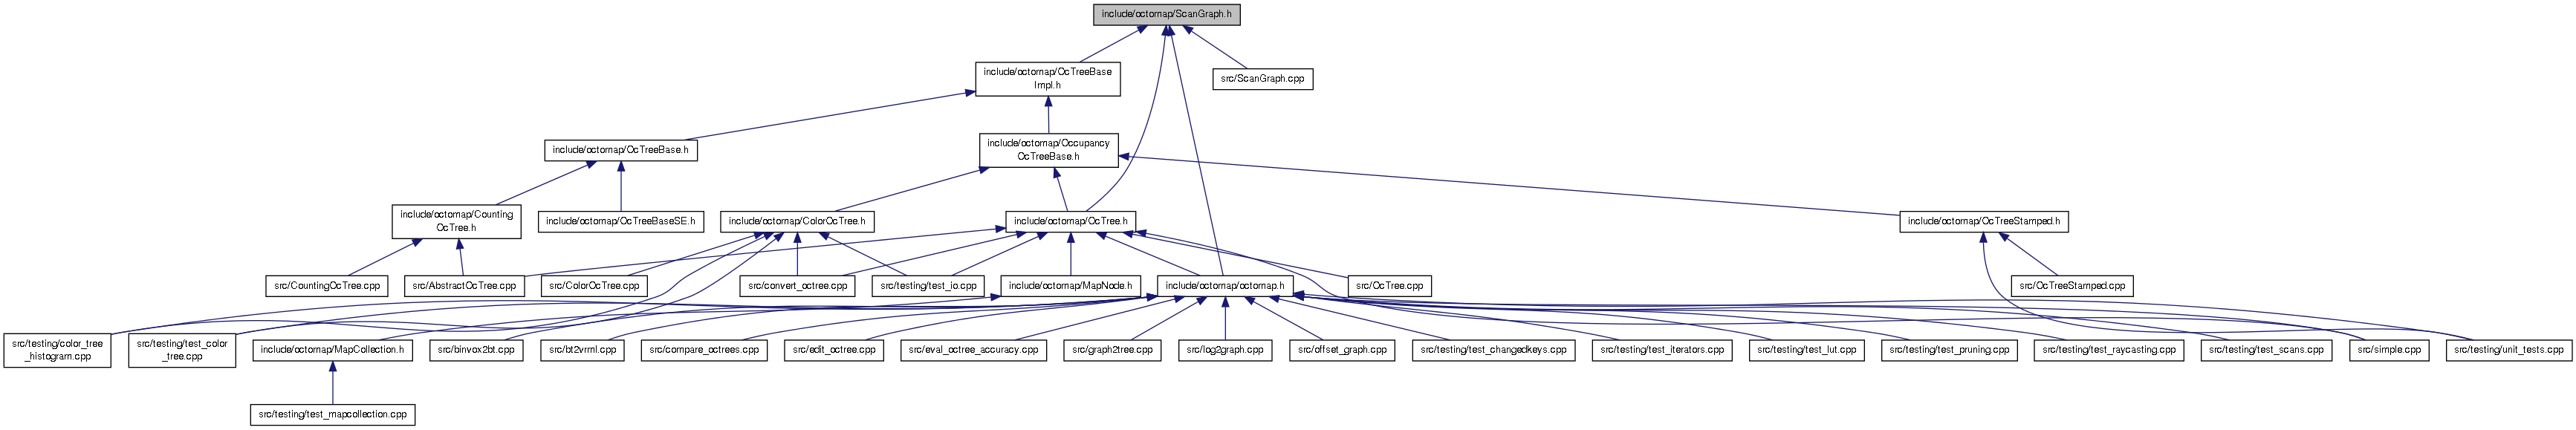 include/octomap/ScanGraph.h
include/octomap/OcTreeBase
Impl.h
src/ScanGraph.cpp
include/octomap/OcTreeBase.h
include/octomap/Occupancy
OcTreeBase.h
include/octomap/Counting
OcTree.h
include/octomap/OcTreeBaseSE.h
include/octomap/ColorOcTree.h
include/octomap/OcTree.h
include/octomap/OcTreeStamped.h
src/CountingOcTree.cpp
src/AbstractOcTree.cpp
src/ColorOcTree.cpp
src/convert_octree.cpp
src/testing/test_io.cpp
include/octomap/MapNode.h
include/octomap/octomap.h
src/OcTree.cpp
src/OcTreeStamped.cpp
src/testing/color_tree
_histogram.cpp
src/testing/test_color
_tree.cpp
include/octomap/MapCollection.h
src/binvox2bt.cpp
src/bt2vrml.cpp
src/compare_octrees.cpp
src/edit_octree.cpp
src/eval_octree_accuracy.cpp
src/graph2tree.cpp
src/log2graph.cpp
src/offset_graph.cpp
src/testing/test_changedkeys.cpp
src/testing/test_iterators.cpp
src/testing/test_lut.cpp
src/testing/test_pruning.cpp
src/testing/test_raycasting.cpp
src/testing/test_scans.cpp
src/simple.cpp
src/testing/unit_tests.cpp
src/testing/test_mapcollection.cpp